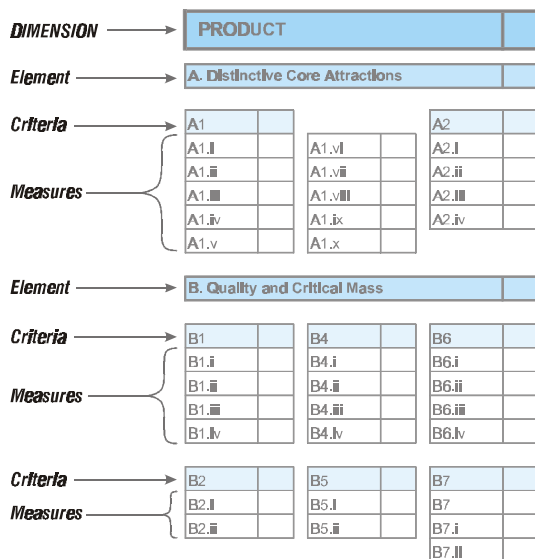 DIMENSION PRODUCT
Element A. Distinctive Core Attractions
Criteria A1 A2
A1.i A1.vi A2.i
A1.ii A1.vii A2.ii
Measures A1.iii A1.viii A2.iii
A1.iv A1.ix A2.iv
A1.v A1.x
Element B. Quality and Critical Mass
Criteria B1 B4 B6
B1.i B4.i B6.i
B1.ii B4.ii B6.ii
Measures B1.iii B4.iii B6.iii
B1.iv B4.iv B6.iv
Criteria B2 B5 B7
Measures B2.i B5.i B7
B2.ii B5.ii B7.i
B7.ii